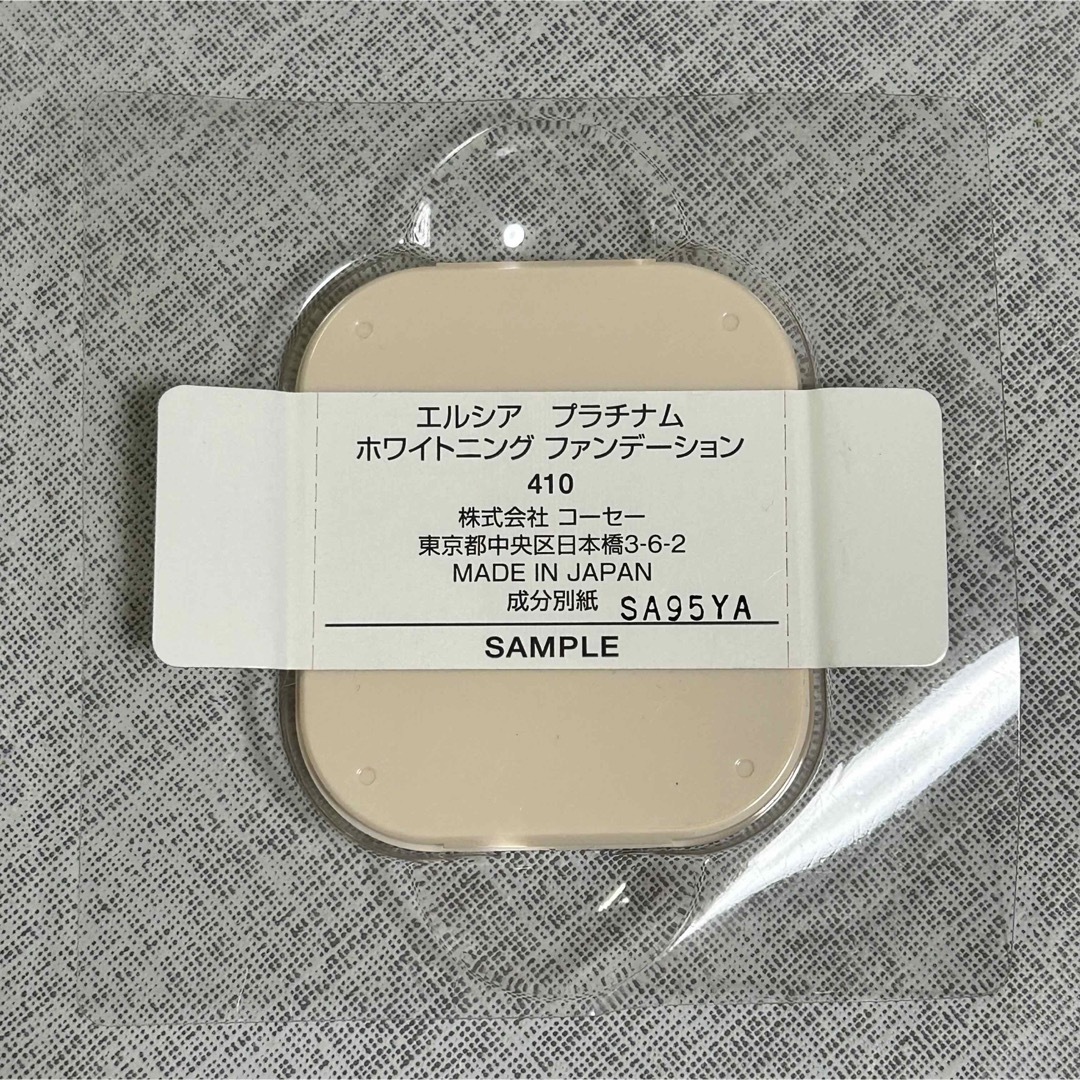 エルシア プラチナム
ホワイトニング ファンデーション
410
株式会社 コーセー
東京都中央区日本橋3-6-2
MADE IN JAPAN
成分別紙 SA95YA
SAMPLE